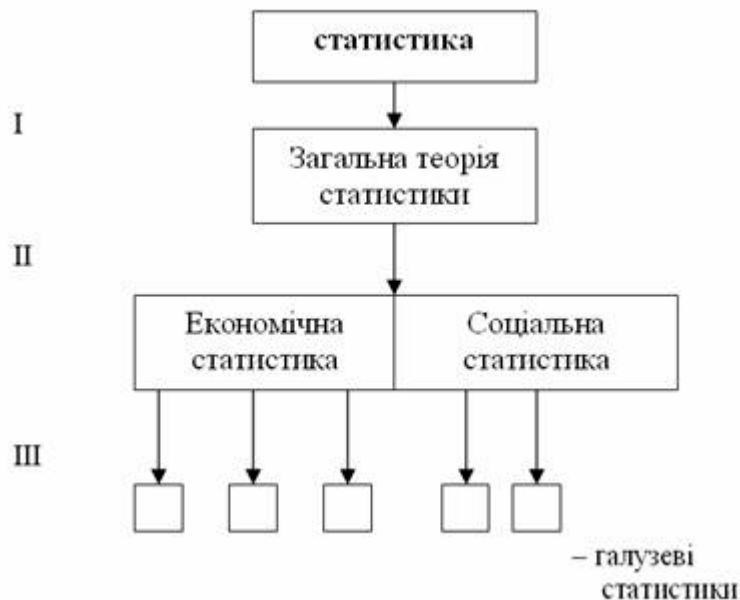 статистика
I
Загальна теорія
статистики
II
Економічна
статистика
Соціальна
статистика
III
– галузеві
статистики